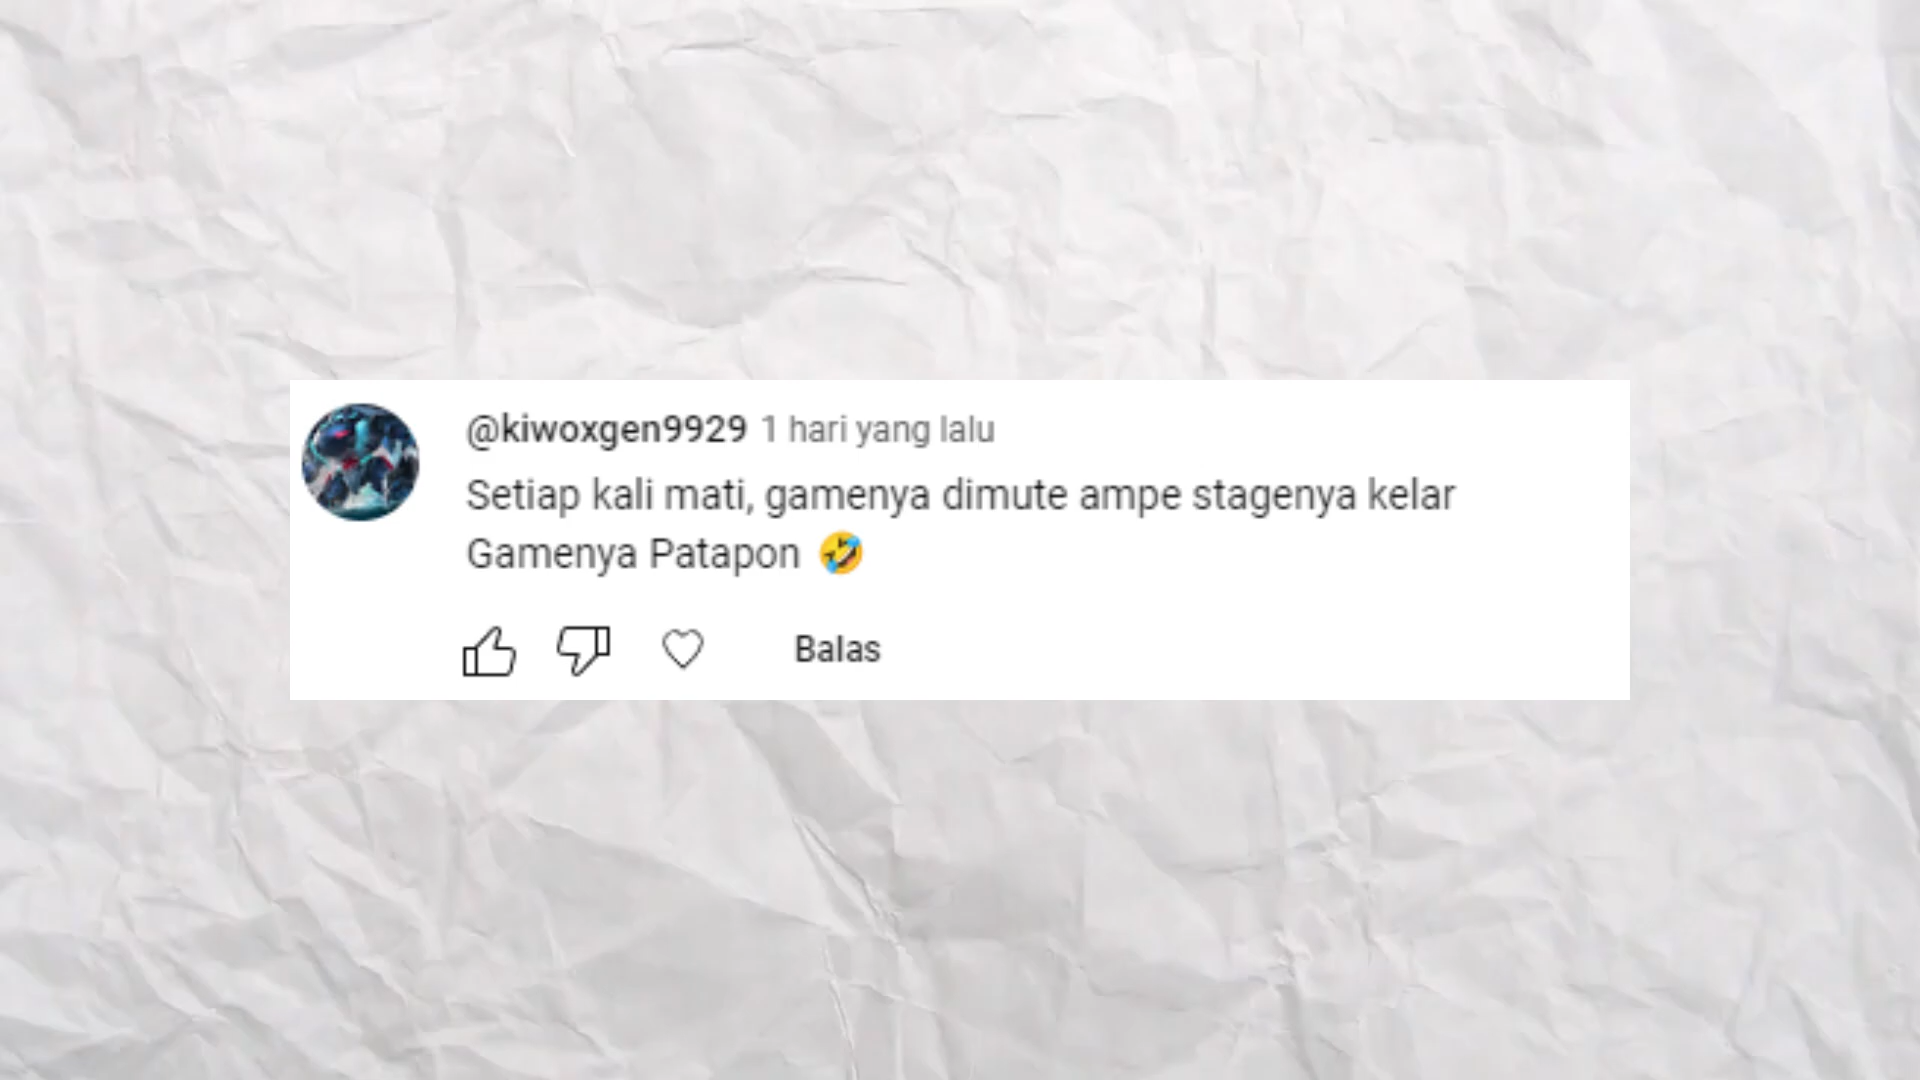 @kiwoxgen9929 1 hari yang lalu
Setiap kali mati, gamenya dimute ampe stagenya kelar
Gamenya Patapon 🤣
Balas